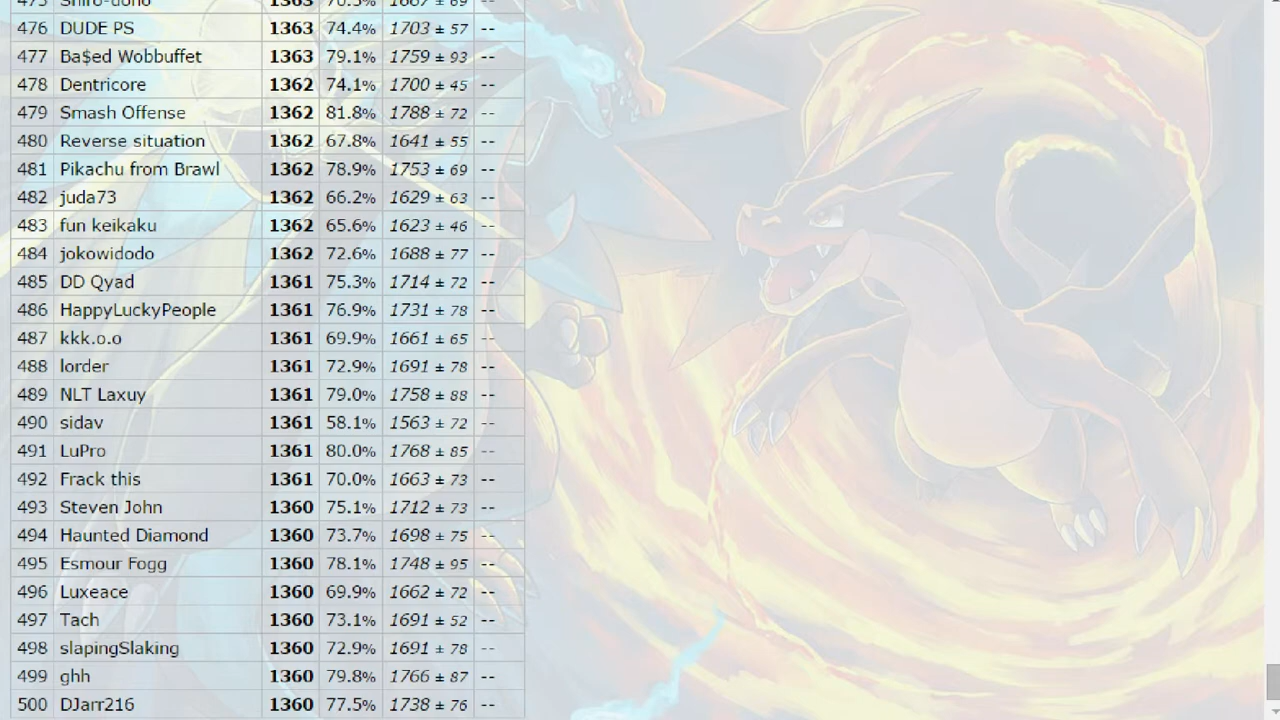 475 Shiro-dono 1363 70.5% 1667 ± 69
476 DUDE PS 1363 74.4% 1703 ± 57 --
477 Ba$ed Wobbuffet 1363 79.1% 1759 ± 93 --
478 Dentricore 1362 74.1% 1700 ± 45 --
479 Smash Offense 1362 81.8% 1788 ± 72 --
480 Reverse situation 1362 67.8% 1641 ± 55 --
481 Pikachu from Brawl 1362 78.9% 1753 ± 69 --
482 juda73 1362 66.2% 1629 ± 63 --
483 fun keikaku 1362 65.6% 1623 ± 46 --
484 jokowidodo 1362 72.6% 1688 ± 77 --
485 DD Qyad 1361 75.3% 1714 ± 72 --
486 HappyLuckyPeople 1361 76.9% 1731 ± 78 --
487 kkk.o.o 1361 69.9% 1661 ± 65 --
488 lorder 1361 72.9% 1691 ± 78 --
489 NLT Laxuy 1361 79.0% 1758 ± 88 --
490 sidav 1361 58.1% 1563 ± 72 --
491 LuPro 1361 80.0% 1768 ± 85 --
492 Frack this 1361 70.0% 1663 ± 73 --
493 Steven John 1360 75.1% 1712 ± 73 --
494 Haunted Diamond 1360 73.7% 1698 ± 75 --
495 Esmour Fogg 1360 78.1% 1748 ± 95 --
496 Luxeace 1360 69.9% 1662 ± 72 --
497 Tach 1360 73.1% 1691 ± 52 --
498 slapingSlaking 1360 72.9% 1691 ± 78 --
499 ghh 1360 79.8% 1766 ± 87 --
500 DJarr216 1360 77.5% 1738 ± 76 --